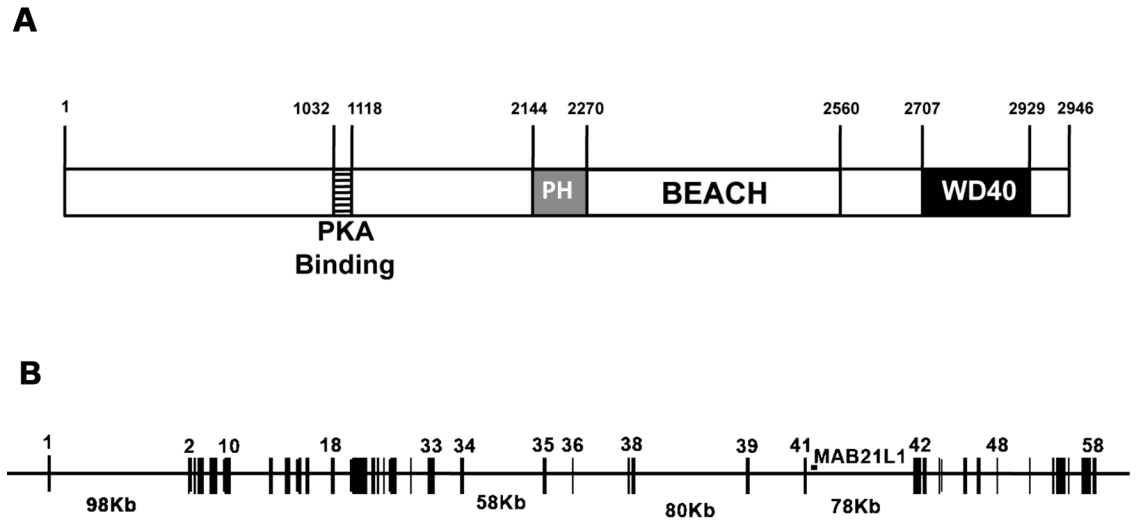 A
1 1032 1118 2144 2270 2560 2707 2929 2946
PH BEACH WD40
PKA
Binding
B
1 2 10 18 33 34 35 36 38 39 41 42 48 58
MAB21L1
98Kb 58Kb 80Kb 78Kb